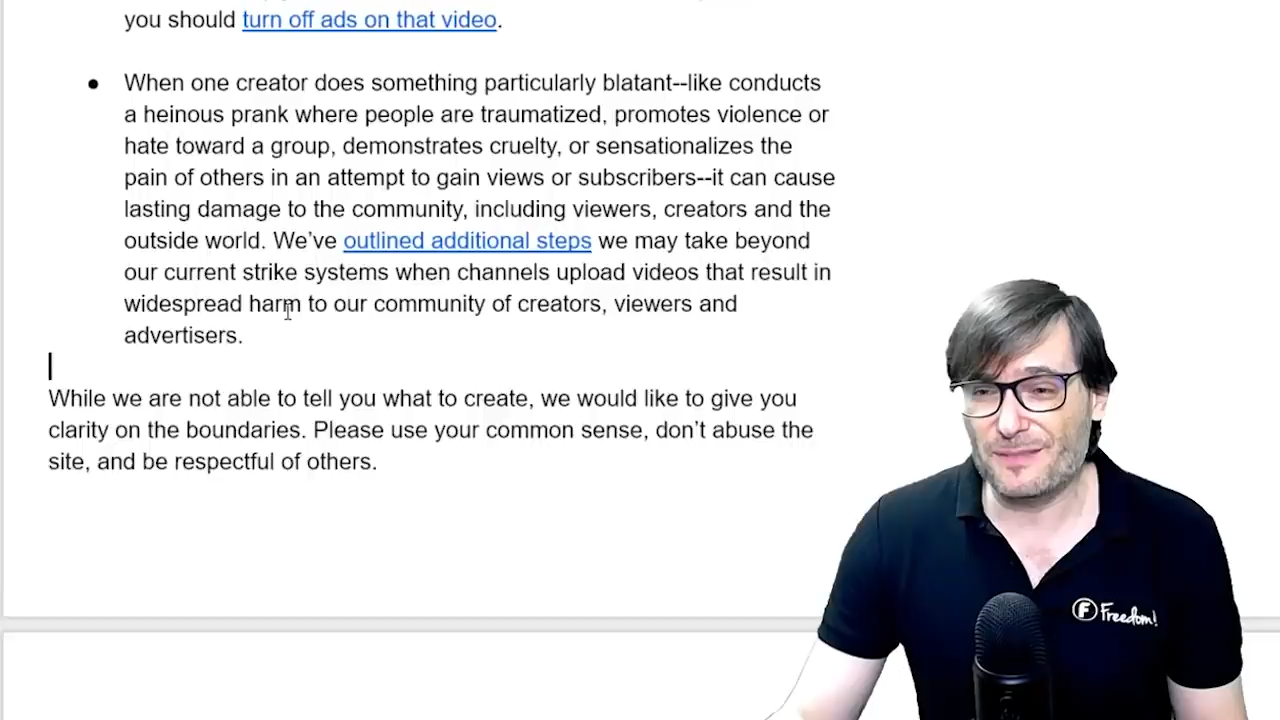 you should turn off ads on that video.
● When one creator does something particularly blatant--like conducts
a heinous prank where people are traumatized, promotes violence or
hate toward a group, demonstrates cruelty, or sensationalizes the
pain of others in an attempt to gain views or subscribers--it can cause
lasting damage to the community, including viewers, creators and the
outside world. We’ve outlined additional steps we may take beyond
our current strike systems when channels upload videos that result in
widespread harm to our community of creators, viewers and
advertisers.
While we are not able to tell you what to create, we would like to give you
clarity on the boundaries. Please use your common sense, don’t abuse the
site, and be respectful of others.
F Freedom!